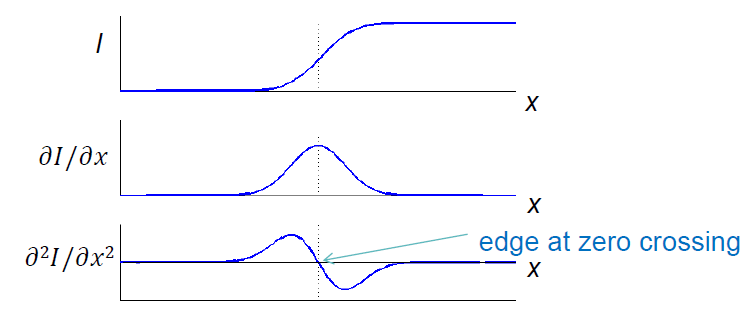 I
x
∂I/∂x
x
∂²I/∂x²
edge at zero crossing
x